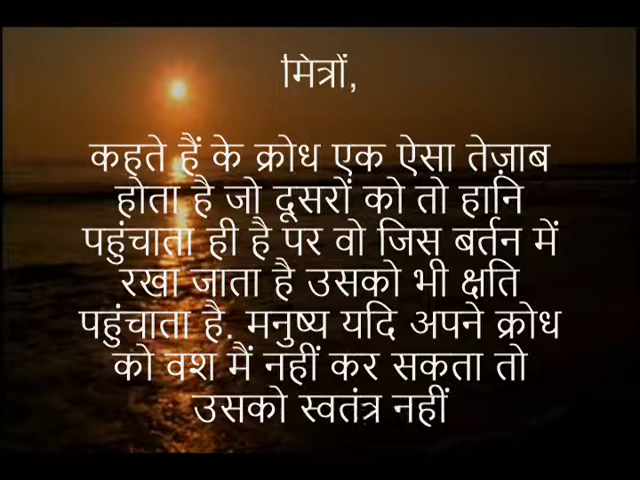 मित्रों,
कहते हैं के क्रोध एक ऐसा तेज़ाब
होता है जो दूसरों को तो हानि
पहुंचाता ही है पर वो जिस बर्तन में
रखा जाता है उसको भी क्षति
पहुंचाता है. मनुष्य यदि अपने क्रोध
को वश मैं नहीं कर सकता तो
उसको स्वतंत्र नहीं